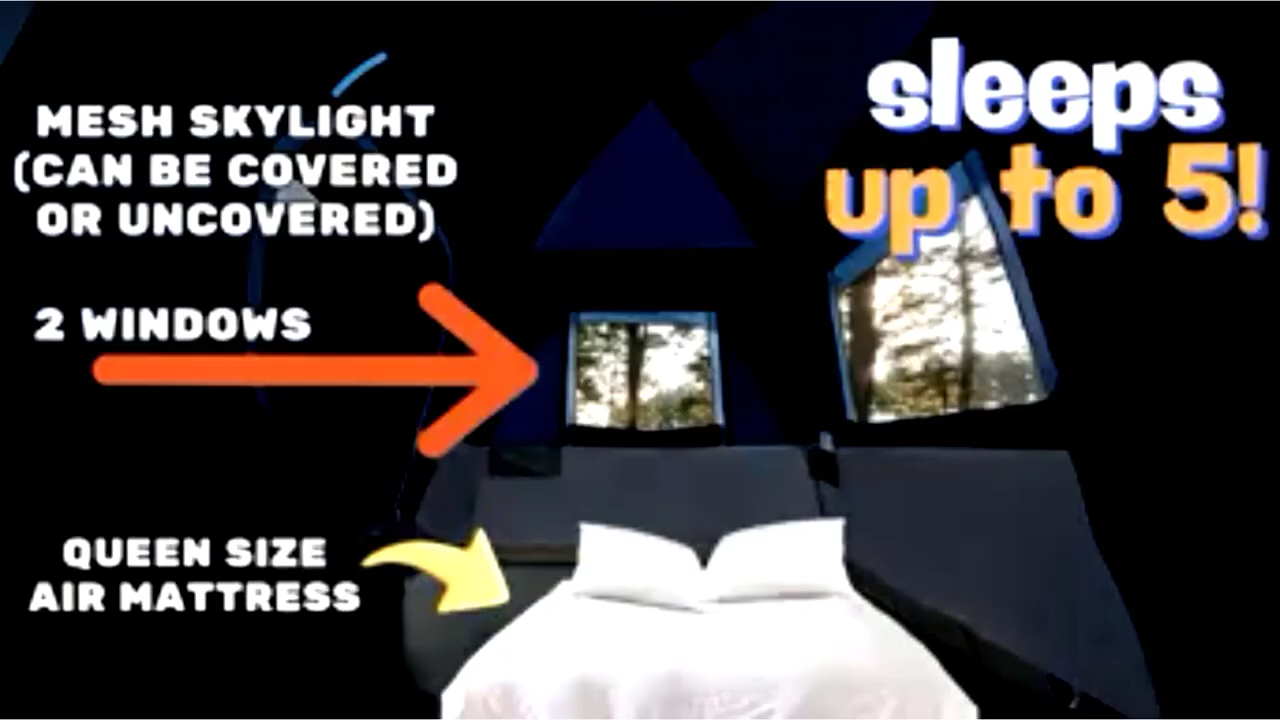 MESH SKYLIGHT
(CAN BE COVERED
OR UNCOVERED)
2 WINDOWS
QUEEN SIZE
AIR MATTRESS
sleeps
up to 5!